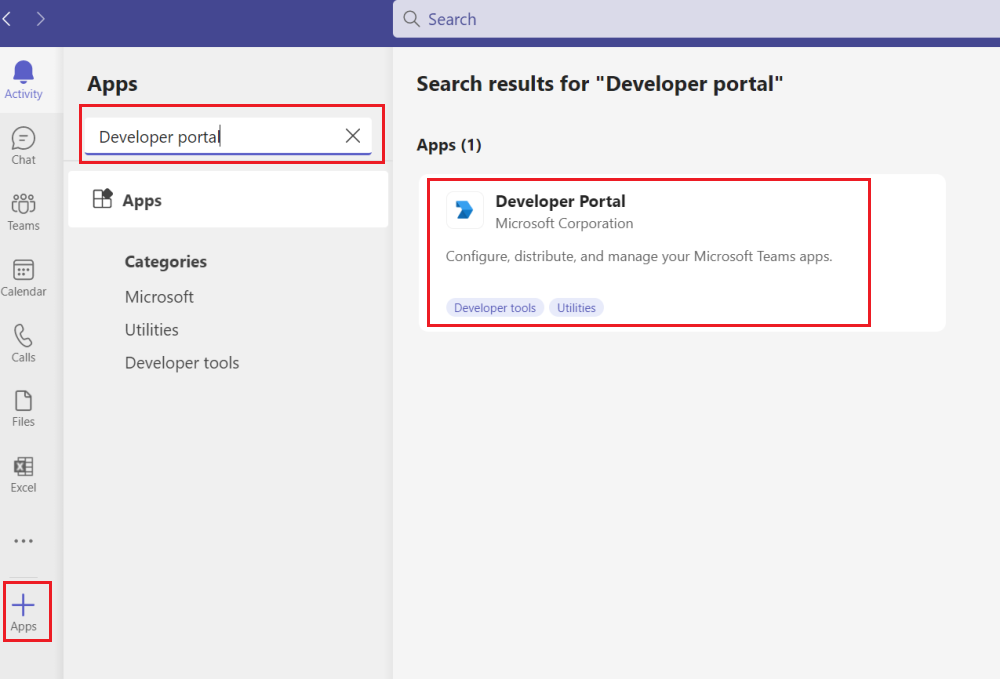 Search
Activity
Chat
Teams
Calendar
Calls
Files
Excel
Apps
Apps
Developer portal
Apps
Categories
Microsoft
Utilities
Developer tools
Search results for "Developer portal"
Apps (1)
Developer Portal
Microsoft Corporation
Configure, distribute, and manage your Microsoft Teams apps.
Developer tools Utilities